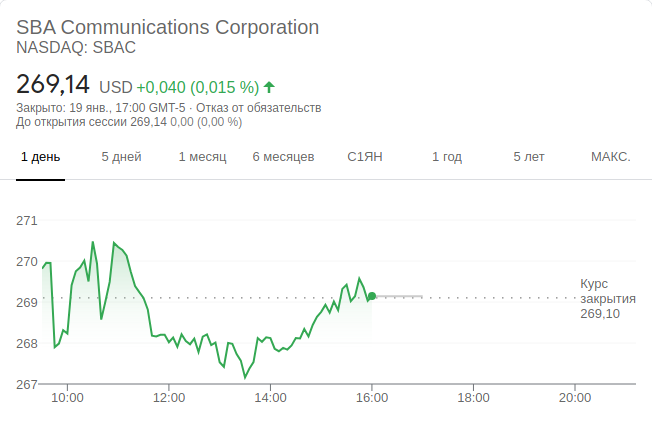 SBA Communications Corporation
NASDAQ: SBAC
269,14 USD +0,040 (0,015 %)
Закрыто: 19 янв., 17:00 GMT-5 · Отказ от обязательств
До открытия сессии 269,14 0,00 (0,00 %)
1 день 5 дней 1 месяц 6 месяцев С1ЯН 1 год 5 лет МАКС.
271
270
269
268
267
Курс
закрытия
269,10
10:00 12:00 14:00 16:00 18:00 20:00